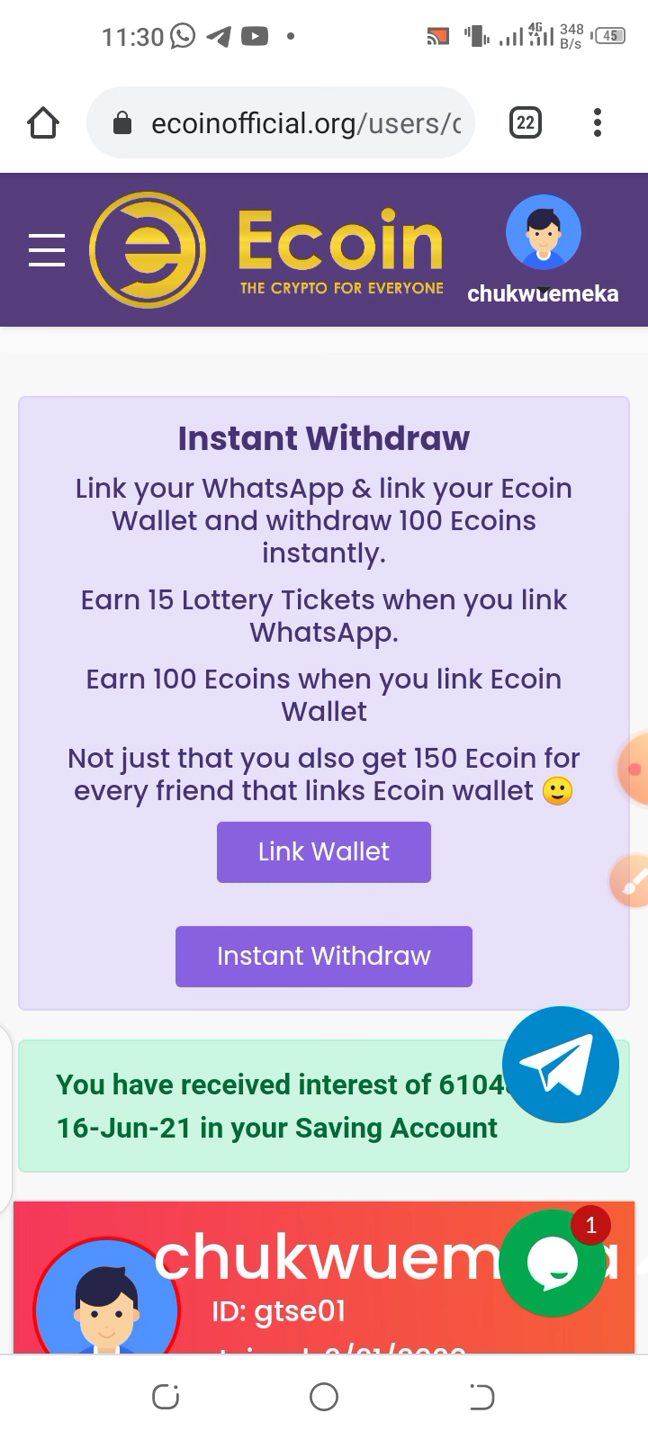 11:30
4G
348
B/s
45
ecoinofficial.org/users/
22
Ecoin
THE CRYPTO FOR EVERYONE
chukwuemeka
Instant Withdraw
Link your WhatsApp & link your Ecoin
Wallet and withdraw 100 Ecoins
instantly.
Earn 15 Lottery Tickets when you link
WhatsApp.
Earn 100 Ecoins when you link Ecoin
Wallet
Not just that you also get 150 Ecoin for
every friend that links Ecoin wallet 🙂
Link Wallet
Instant Withdraw
You have received interest of 6104
16-Jun-21 in your Saving Account
1
chukwuem a
ID: gtse01